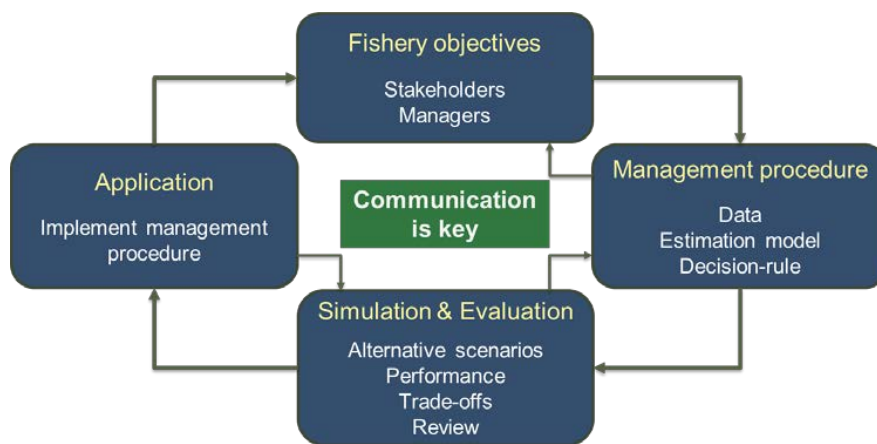 Fishery objectives
Stakeholders
Managers
Application
Implement management
procedure
Communication
is key
Management procedure
Data
Estimation model
Decision-rule
Simulation & Evaluation
Alternative scenarios
Performance
Trade-offs
Review